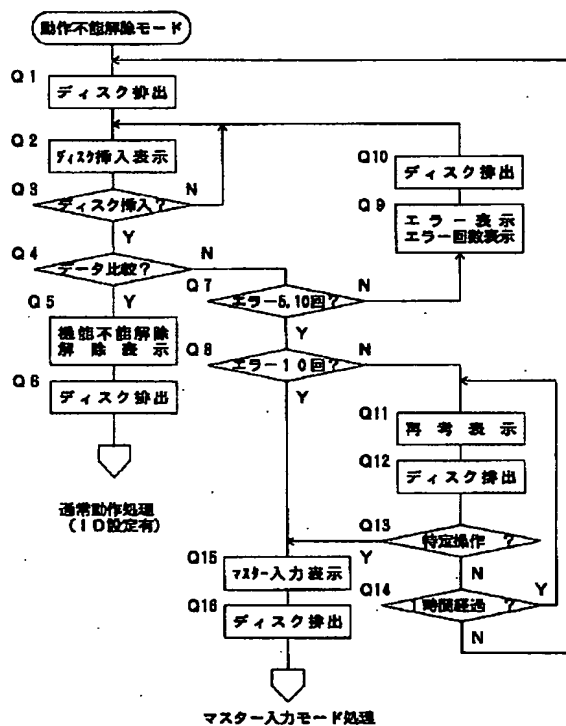 動作不能解除モード
Q1
ディスク排出
Q2
ディスク挿入表示
Q3
ディスク挿入？
N
Y
Q4
データ比較？
N
Y
Q5
機能不能解除
解除表示
Q6
ディスク排出
通常動作処理
（ID設定有）
Q7
エラー5,10回？
N
Y
Q8
エラー10回？
N
Y
Q10
ディスク排出
Q9
エラー表示
エラー回数表示
Q11
再考表示
Q12
ディスク排出
Q13
特定操作？
Y
N
Q14
1時間経過？
Y
N
Q15
マスター入力表示
Q16
ディスク排出
マスター入力モード処理